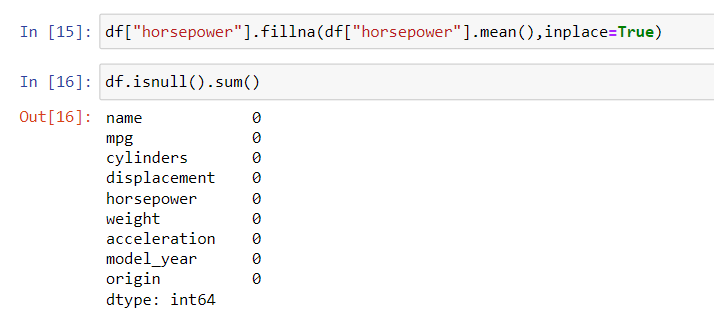 In [15]: df["horsepower"].fillna(df["horsepower"].mean(),inplace=True)
In [16]: df.isnull().sum()
Out[16]: name 0
mpg 0
cylinders 0
displacement 0
horsepower 0
weight 0
acceleration 0
model_year 0
origin 0
dtype: int64